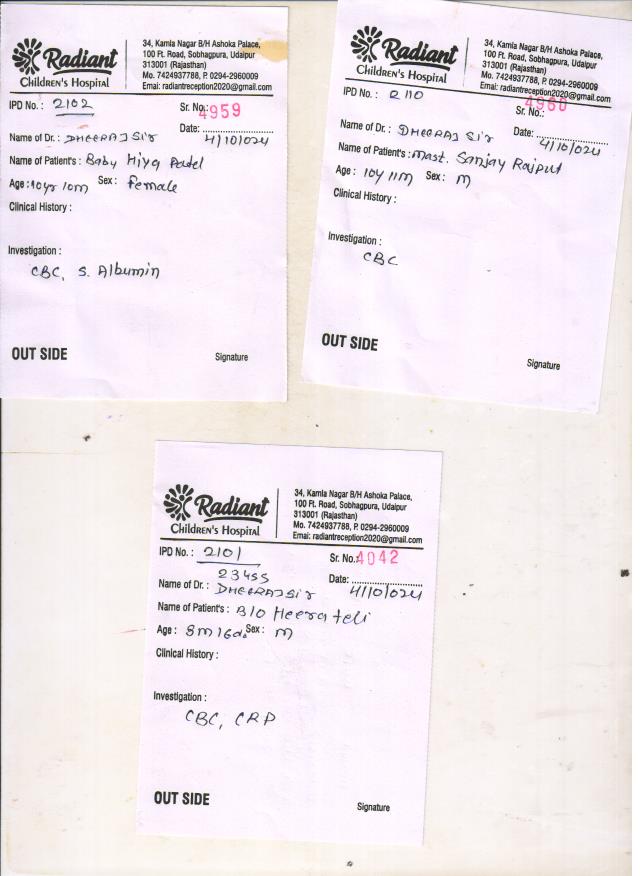 Radiant
Children's Hospital
34, Kamla Nagar B/H Ashoka Palace,
100 Ft. Road, Sobhagpura, Udaipur
313001 (Rajasthan)
Mo. 7424937788, P. 0294-2960009
Emai: radiantreception2020@gmail.com
IPD No. : 2102
Sr. No.: 4959
Date: 4/10/024
Name of Dr. : DHEERAJ Sir
Name of Patient's : Baby Hiya Patel
Age : 10yr 10m Sex : female
Clinical History :
Investigation :
CBC, S. Albumin
OUT SIDE
Signature
Radiant
Children's Hospital
34, Kamla Nagar B/H Ashoka Palace,
100 Ft. Road, Sobhagpura, Udaipur
313001 (Rajasthan)
Mo. 7424937788, P. 0294-2960009
Emai: radiantreception2020@gmail.com
IPD No. : 2110
Sr. No.: 4960
Date: 4/10/024
Name of Dr. : DHEERAJ Sir
Name of Patient's : Mast. Sanjay Rajput
Age : 10y 11m Sex : M
Clinical History :
Investigation :
CBC
OUT SIDE
Signature
Radiant
Children's Hospital
34, Kamla Nagar B/H Ashoka Palace,
100 Ft. Road, Sobhagpura, Udaipur
313001 (Rajasthan)
Mo. 7424937788, P. 0294-2960009
Emai: radiantreception2020@gmail.com
IPD No. : 2101
Sr. No.: 4042
23455
Date: 4/10/024
Name of Dr. : DHEERAJ Sir
Name of Patient's : B/O Heera teli
Age : 8m 16d. Sex : M
Clinical History :
Investigation :
CBC, CRP
OUT SIDE
Signature